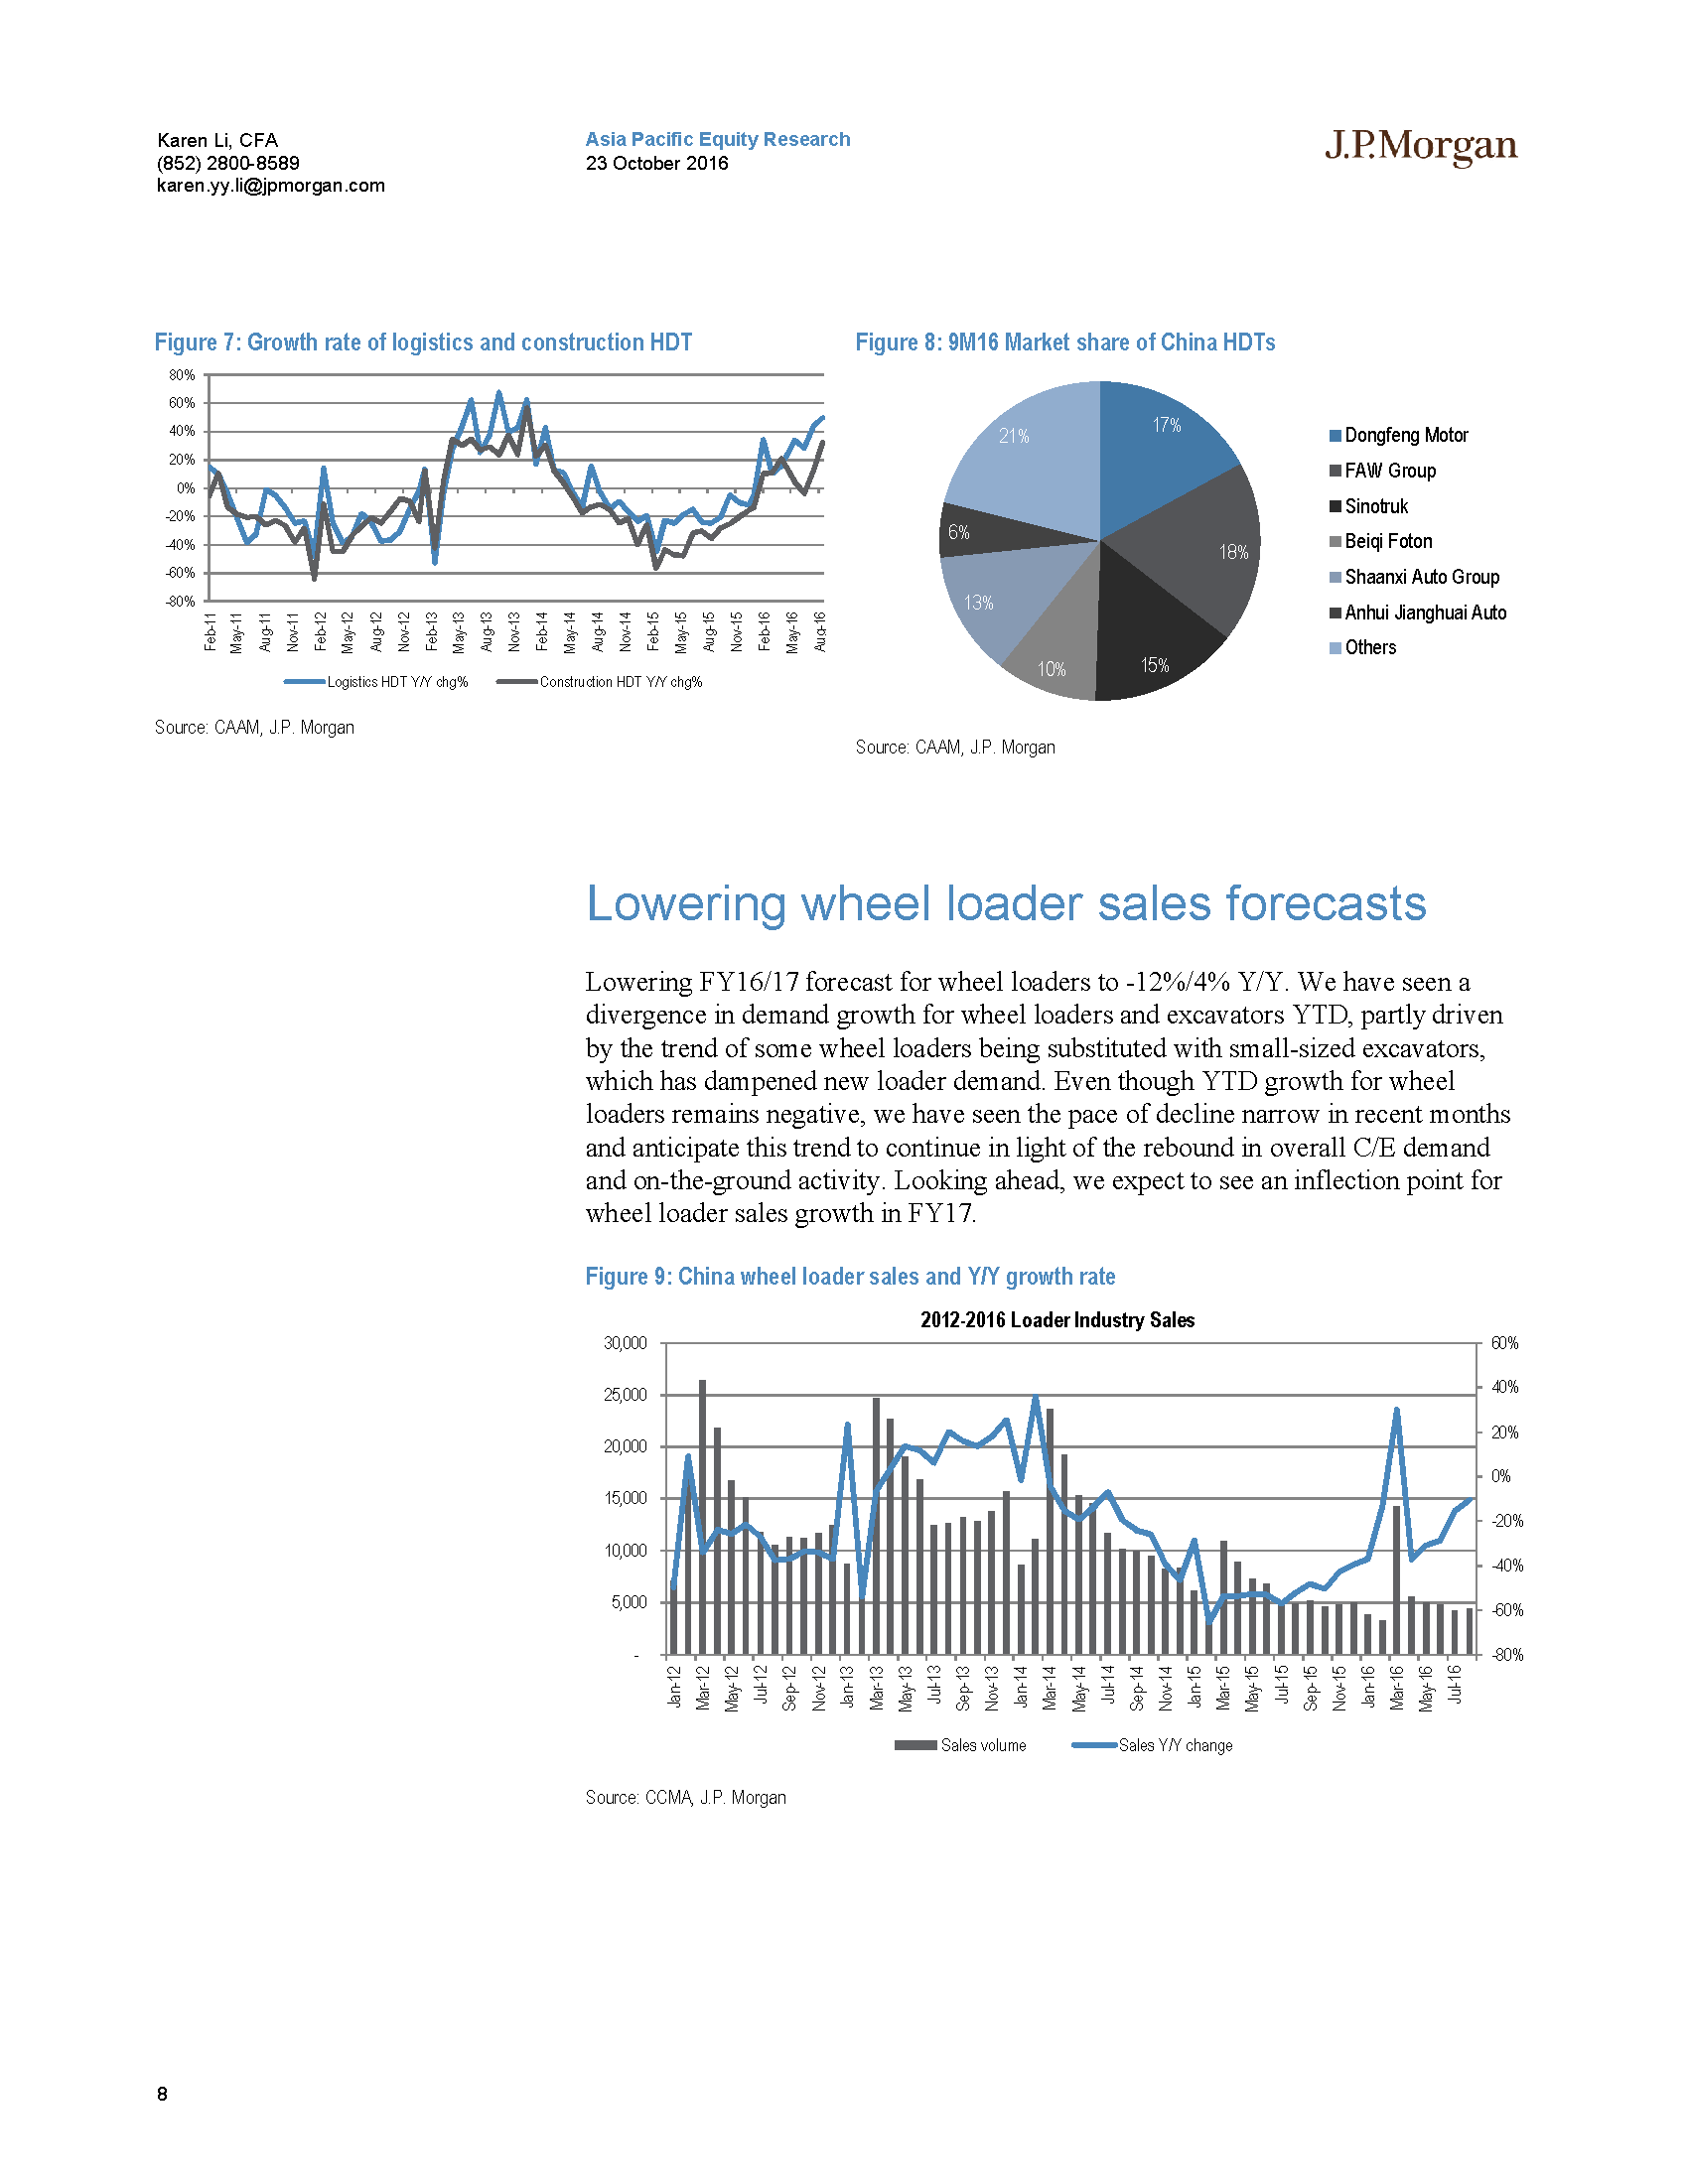 Karen Li, CFA
(852) 2800-8589
karen.yy.li@jpmorgan.com
Asia Pacific Equity Research
23 October 2016
J.P.Morgan
Figure 7: Growth rate of logistics and construction HDT
80%
60%
40%
20%
0%
-20%
-40%
-60%
-80%
Feb-11
May-11
Aug-11
Nov-11
Feb-12
May-12
Aug-12
Nov-12
Feb-13
May-13
Aug-13
Nov-13
Feb-14
May-14
Aug-14
Nov-14
Feb-15
May-15
Aug-15
Nov-15
Feb-16
May-16
Aug-16
Logistics HDT Y/Y chg%
Construction HDT Y/Y chg%
Source: CAAM, J.P. Morgan
Figure 8: 9M16 Market share of China HDTs
17%
18%
15%
10%
13%
6%
21%
Dongfeng Motor
FAW Group
Sinotruk
Beiqi Foton
Shaanxi Auto Group
Anhui Jianghuai Auto
Others
Source: CAAM, J.P. Morgan
Lowering wheel loader sales forecasts
Lowering FY16/17 forecast for wheel loaders to -12%/4% Y/Y. We have seen a
divergence in demand growth for wheel loaders and excavators YTD, partly driven
by the trend of some wheel loaders being substituted with small-sized excavators,
which has dampened new loader demand. Even though YTD growth for wheel
loaders remains negative, we have seen the pace of decline narrow in recent months
and anticipate this trend to continue in light of the rebound in overall C/E demand
and on-the-ground activity. Looking ahead, we expect to see an inflection point for
wheel loader sales growth in FY17.
Figure 9: China wheel loader sales and Y/Y growth rate
2012-2016 Loader Industry Sales
30,000
25,000
20,000
15,000
10,000
5,000
-
60%
40%
20%
0%
-20%
-40%
-60%
-80%
Jan-12
Mar-12
May-12
Jul-12
Sep-12
Nov-12
Jan-13
Mar-13
May-13
Jul-13
Sep-13
Nov-13
Jan-14
Mar-14
May-14
Jul-14
Sep-14
Nov-14
Jan-15
Mar-15
May-15
Jul-15
Sep-15
Nov-15
Jan-16
Mar-16
May-16
Jul-16
Sales volume
Sales Y/Y change
Source: CCMA, J.P. Morgan
8